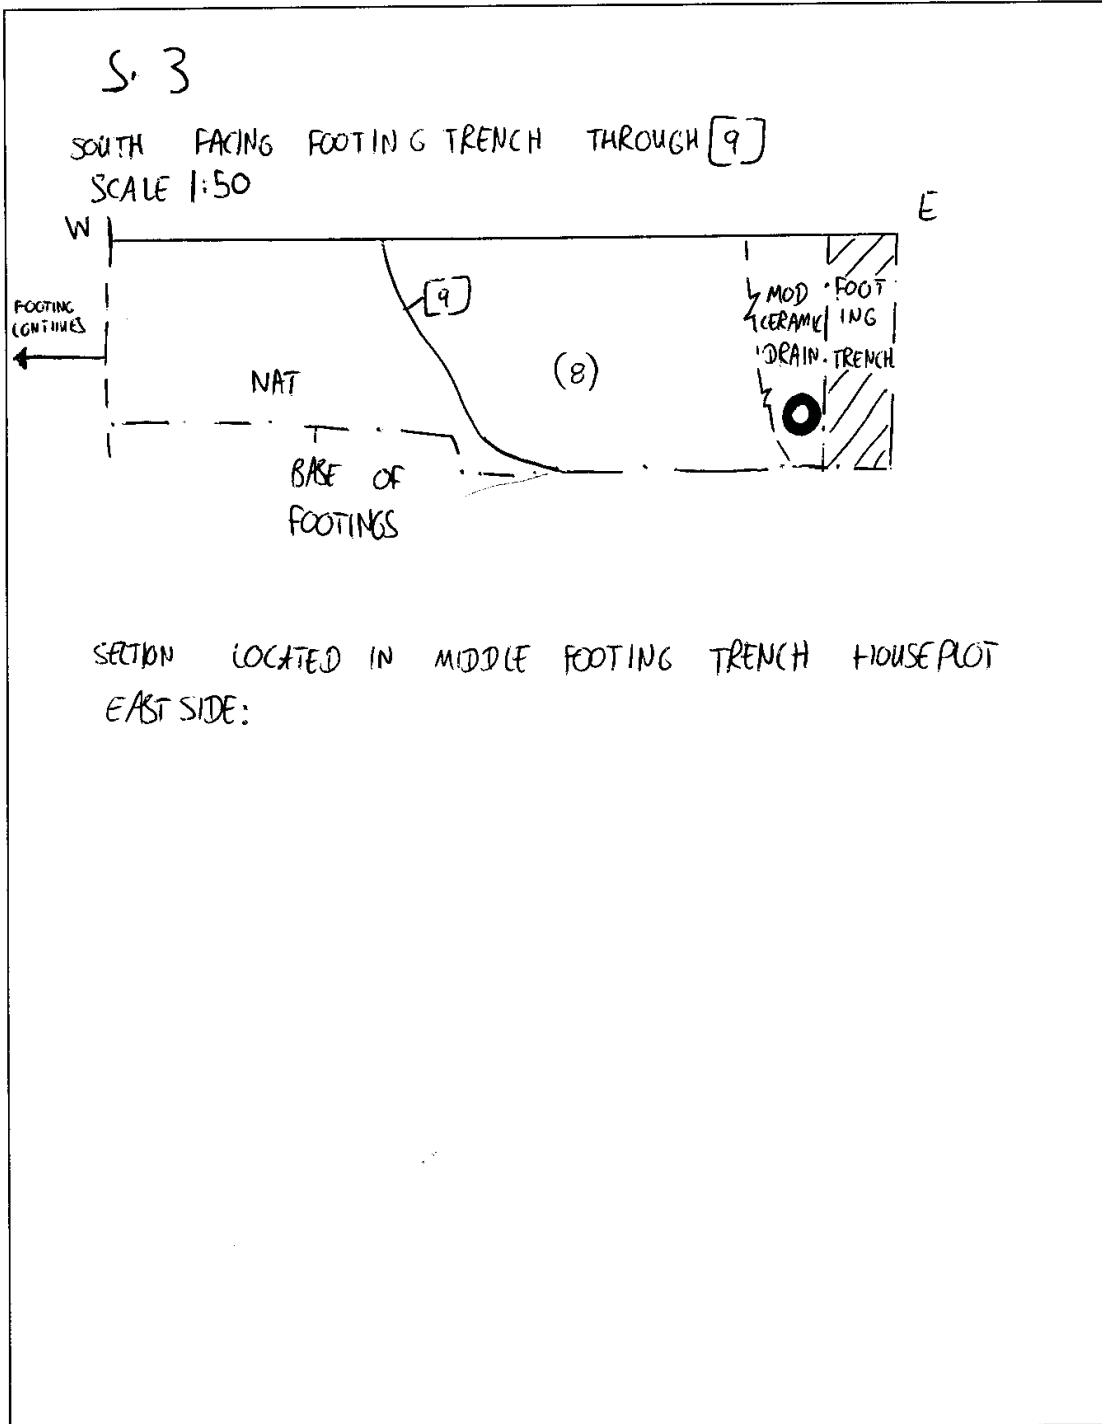 S. 3
SOUTH FACING FOOTING TRENCH THROUGH [9]
SCALE 1:50
W
E
FOOTING
CONTINUES
[9]
NAT
(8)
MOD
CERAMIC
DRAIN
FOOT
ING
TRENCH
BASE OF
FOOTINGS
SECTION LOCATED IN MIDDLE FOOTING TRENCH HOUSEPLOT
EAST SIDE: